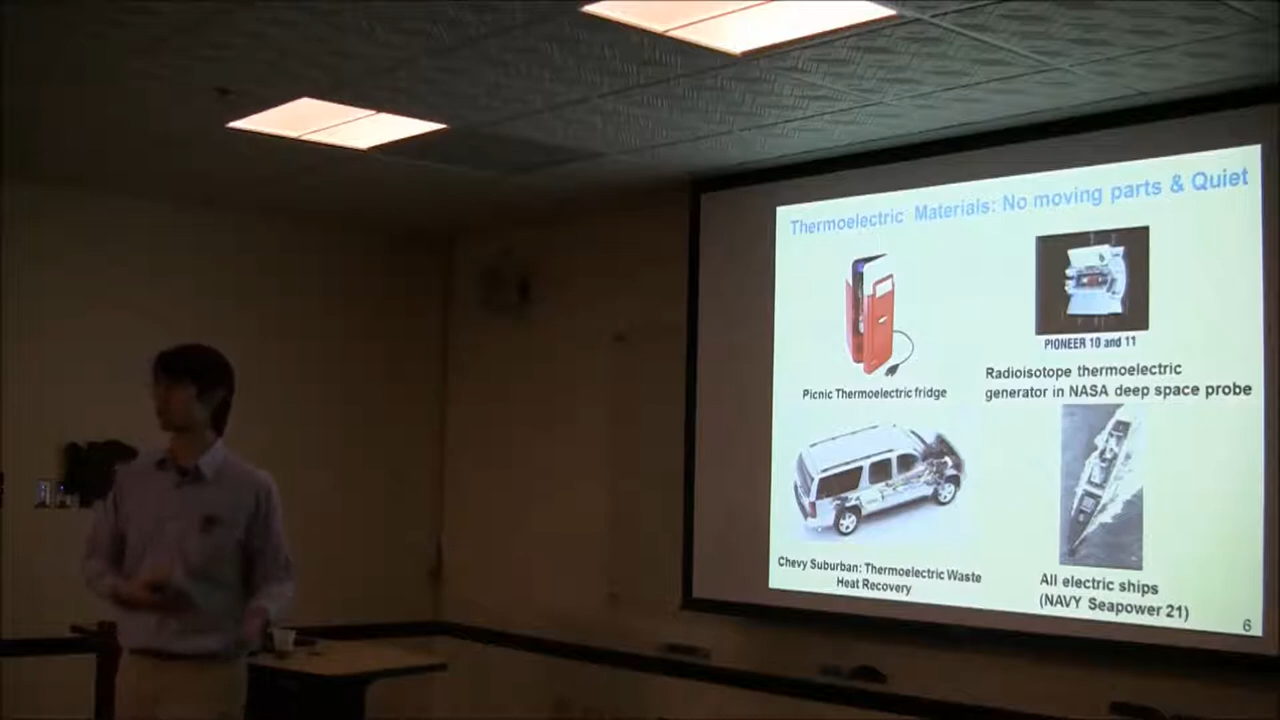 Thermoelectric Materials: No moving parts & Quiet
PIONEER 10 and 11
Picnic Thermoelectric fridge
Radioisotope thermoelectric
generator in NASA deep space probe
Chevy Suburban: Thermoelectric Waste
Heat Recovery
All electric ships
(NAVY Seapower 21)
6